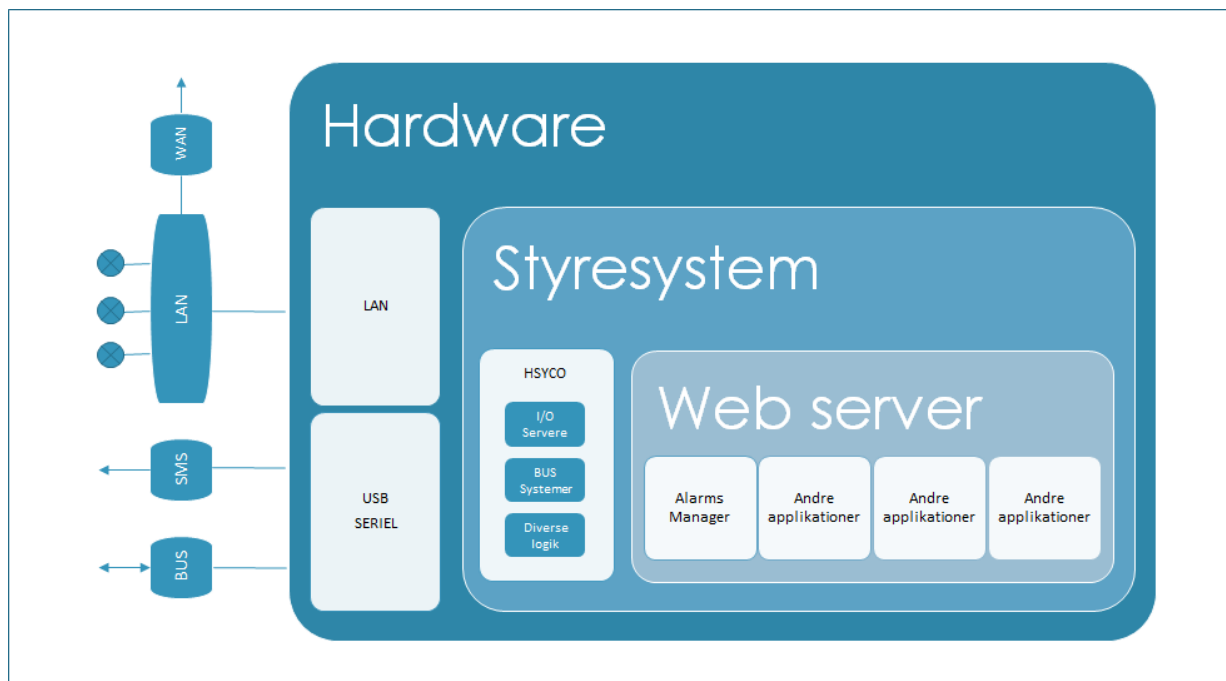 Hardware
WAN
LAN
SMS
BUS
LAN
USB
SERIEL
Styresystem
HSYCO
I/O
Servere
BUS
Systemer
Diverse
logik
Web server
Alarms
Manager
Andre
applikationer
Andre
applikationer
Andre
applikationer